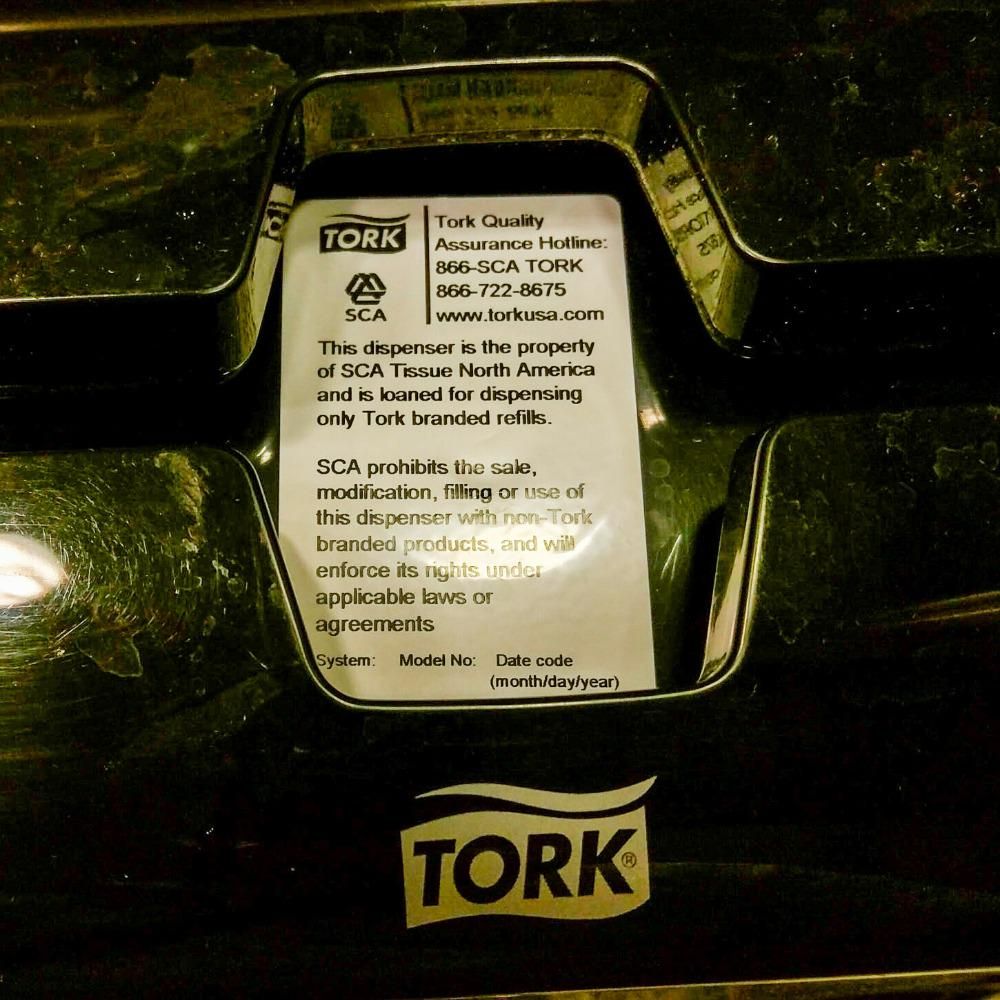 TORK
SCA
Tork Quality
Assurance Hotline:
866-SCA TORK
866-722-8675
www.torkusa.com
This dispenser is the property
of SCA Tissue North America
and is loaned for dispensing
only Tork branded refills.
SCA prohibits the sale,
modification, filling or use of
this dispenser with non-Tork
branded products, and will
enforce its rights under
applicable laws or
agreements
System: Model No: Date code
(month/day/year)
TORK®